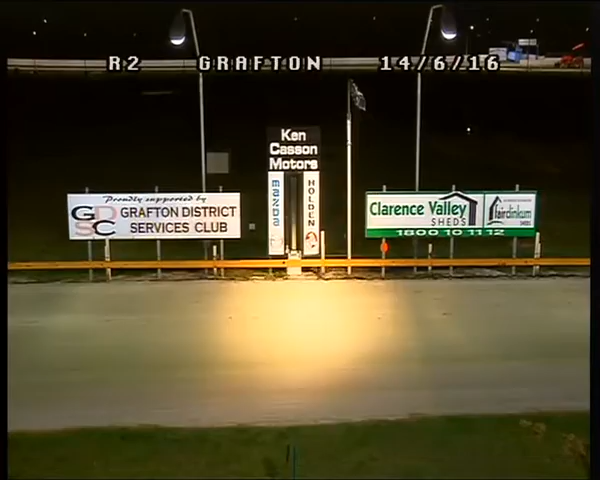 R2 GRAFTON 14/6/16
Ken
Casson
Motors
MAZDA
HOLDEN
Proudly supported by
GDSC
GRAFTON DISTRICT
SERVICES CLUB
Clarence Valley
SHEDS
fairdinkum
SHEDS
1800 10 11 12